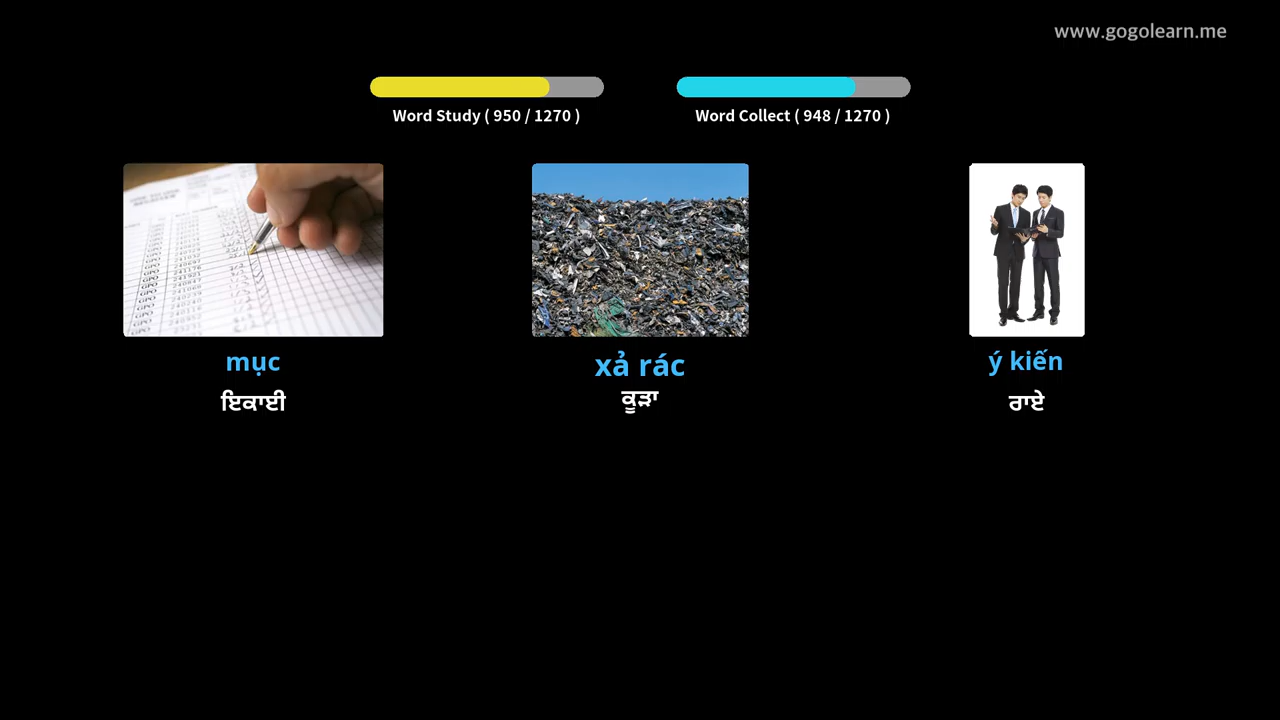 www.gogolearn.me
Word Study ( 950 / 1270 )
Word Collect ( 948 / 1270 )
mục
xả rác
ý kiến
ਇਕਾਈ
ਕੂੜਾ
ਰਾਏ